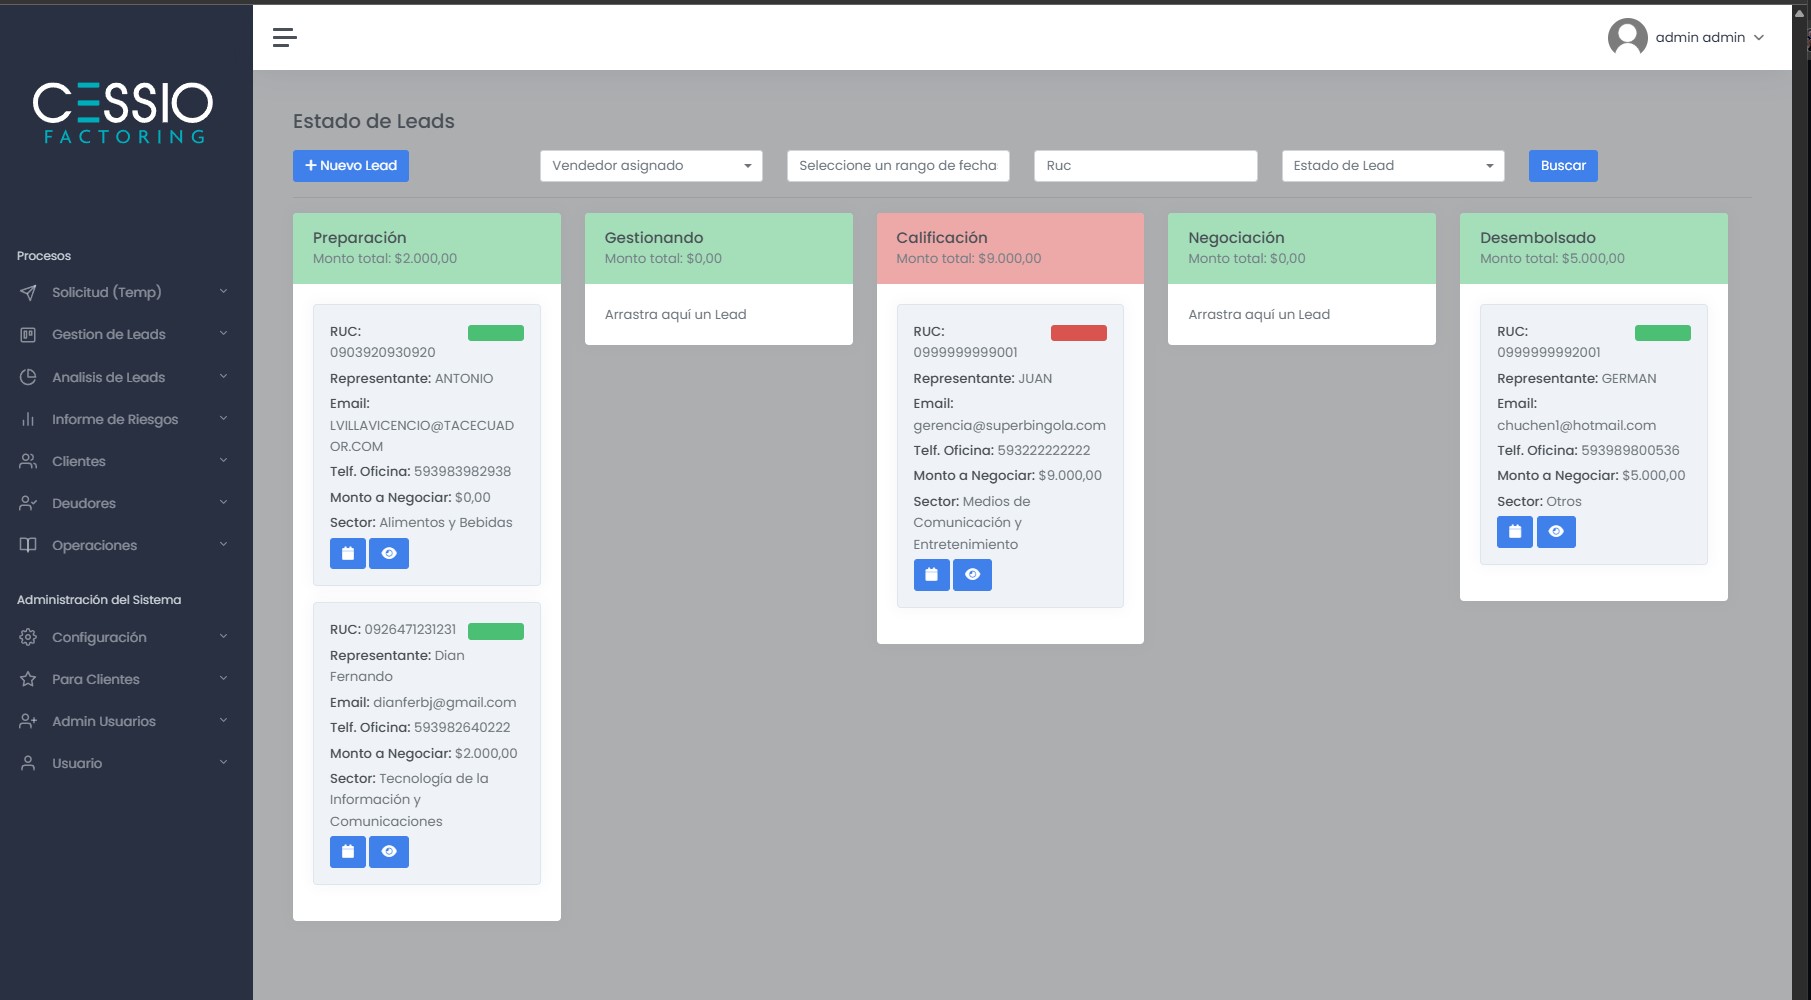 CESSIO
FACTORING
admin admin
Procesos
Solicitud (Temp)
Gestion de Leads
Analisis de Leads
Informe de Riesgos
Clientes
Deudores
Operaciones
Administración del Sistema
Configuración
Para Clientes
Admin Usuarios
Usuario
Estado de Leads
+ Nuevo Lead
Vendedor asignado
Seleccione un rango de fecha
Ruc
Estado de Lead
Buscar
Preparación
Monto total: $2.000,00
RUC:
0903920930920
Representante: ANTONIO
Email:
LVILLAVICENCIO@TACECUAD
OR.COM
Telf. Oficina: 593983982938
Monto a Negociar: $0,00
Sector: Alimentos y Bebidas
RUC: 0926471231231
Representante: Dian
Fernando
Email: dianferbj@gmail.com
Telf. Oficina: 593982640222
Monto a Negociar: $2.000,00
Sector: Tecnología de la
Información y
Comunicaciones
Gestionando
Monto total: $0,00
Arrastra aquí un Lead
Calificación
Monto total: $9.000,00
RUC:
0999999999001
Representante: JUAN
Email:
gerencia@superbingola.com
Telf. Oficina: 593222222222
Monto a Negociar: $9.000,00
Sector: Medios de
Comunicación y
Entretenimiento
Negociación
Monto total: $0,00
Arrastra aquí un Lead
Desembolsado
Monto total: $5.000,00
RUC:
0999999992001
Representante: GERMAN
Email:
chuchen1@hotmail.com
Telf. Oficina: 593989800536
Monto a Negociar: $5.000,00
Sector: Otros